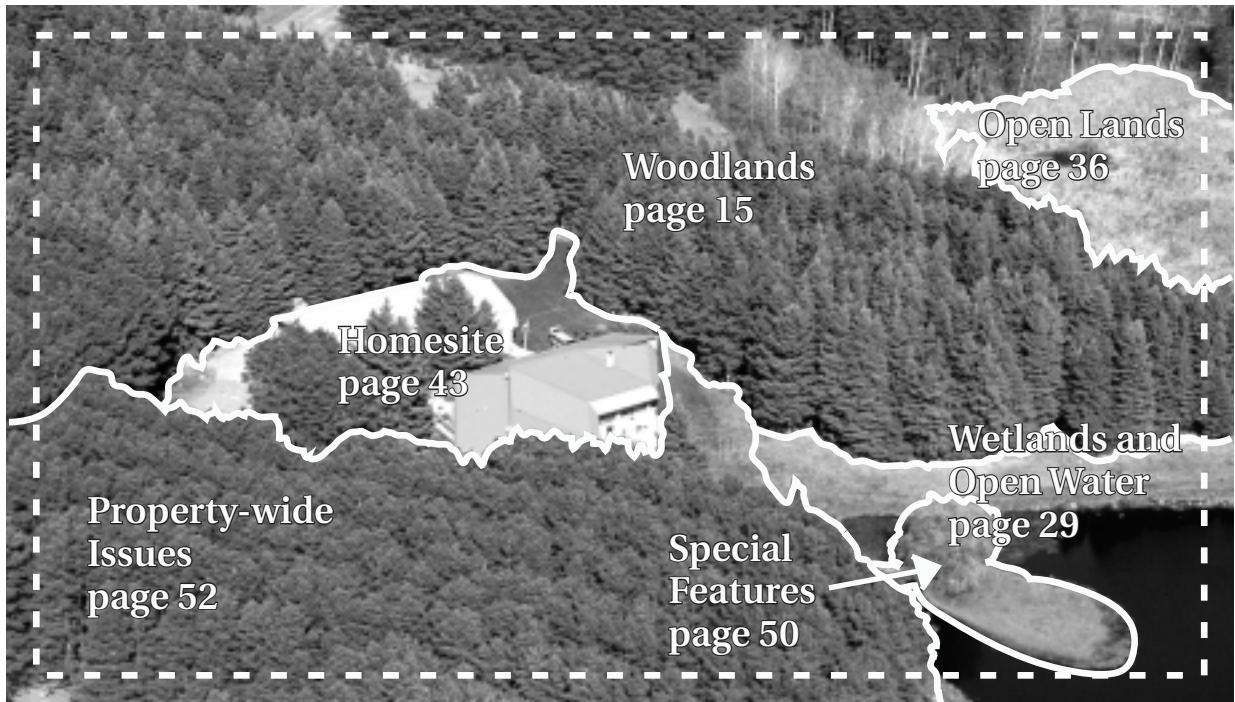 Open Lands
page 36
Woodlands
page 15
Homesite
page 43
Wetlands and
Open Water
page 29
Property-wide
Issues
page 52
Special
Features
page 50